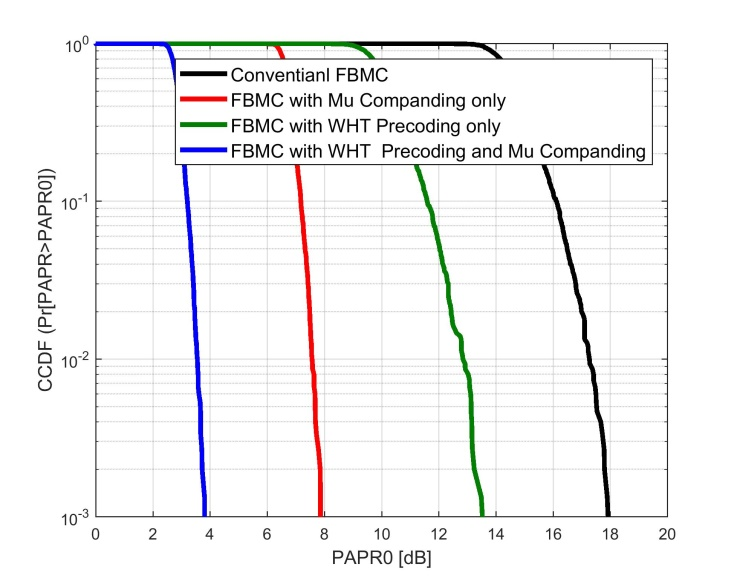 10^0
10^-1
10^-2
10^-3
CCDF (Pr[PAPR>PAPR0])
Conventianl FBMC
FBMC with Mu Companding only
FBMC with WHT Precoding only
FBMC with WHT  Precoding and Mu Companding
0 2 4 6 8 10 12 14 16 18 20
PAPR0 [dB]